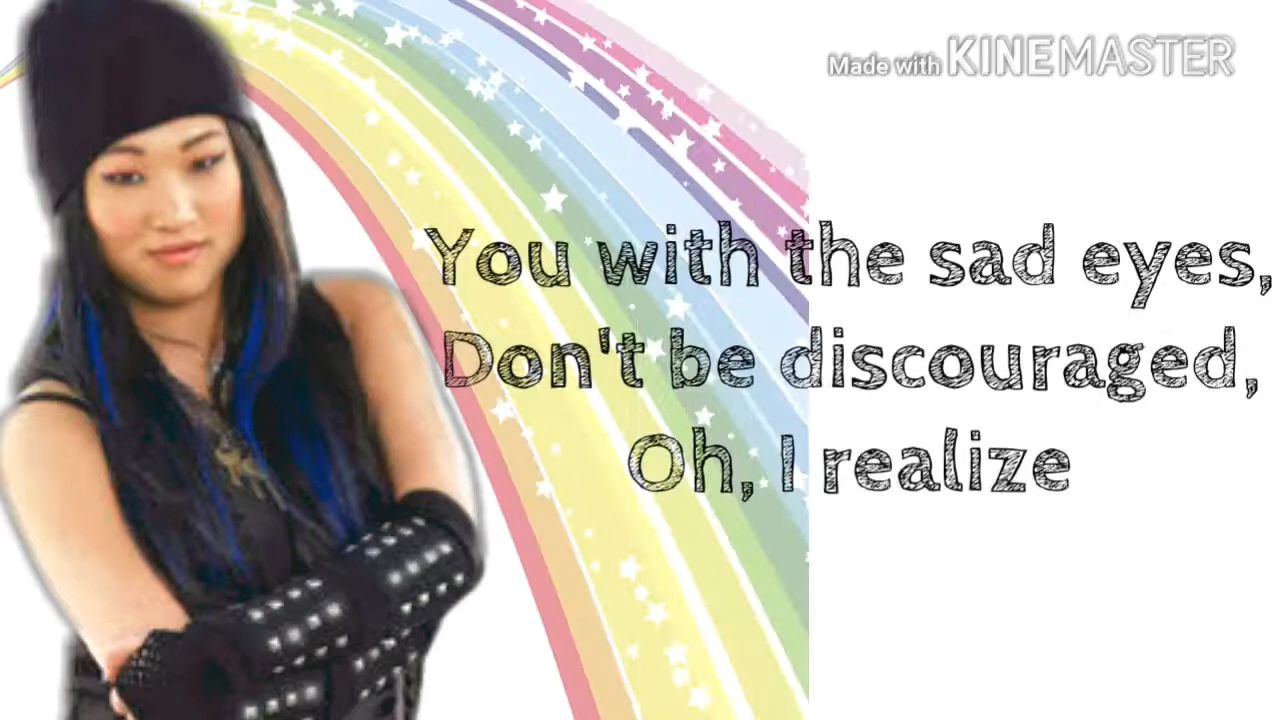 Made with KINEMASTER
You with the sad eyes,
Don't be discouraged,
Oh, I realize